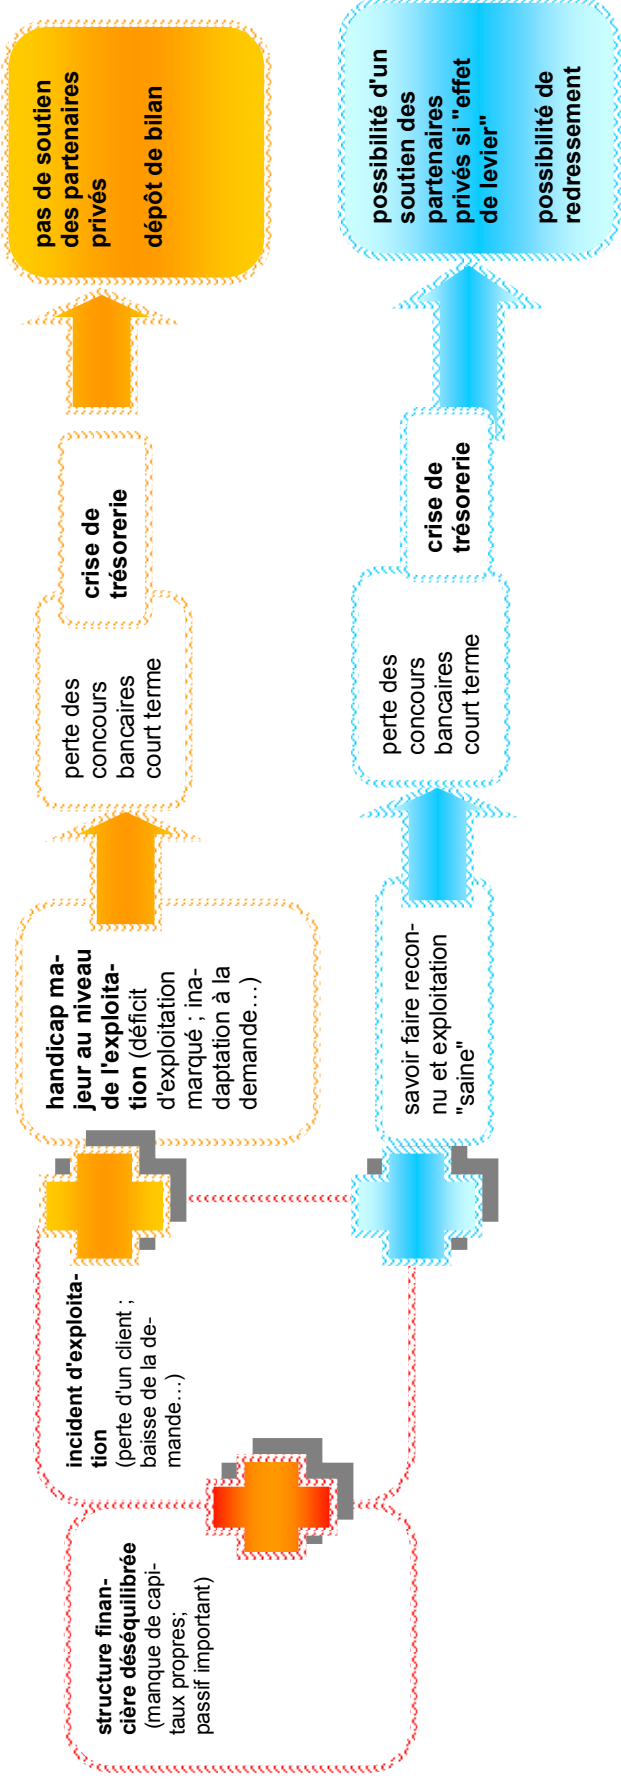 structure finan-
cière déséquilibrée
(manque de capi-
taux propres;
passif important)
incident d'exploita-
tion
(perte d'un client ;
baisse de la de-
mande…)
handicap ma-
jeur au niveau
de l'exploita-
tion (déficit
d'exploitation
marqué ; ina-
daptation à la
demande…)
perte des
concours
bancaires
court terme
crise de
trésorerie
pas de soutien
des partenaires
privés
dépôt de bilan
savoir faire recon-
nu et exploitation
"saine"
perte des
concours
bancaires
court terme
crise de
trésorerie
possibilité d'un
soutien des
partenaires
privés si "effet
de levier"
possibilité de
redressement